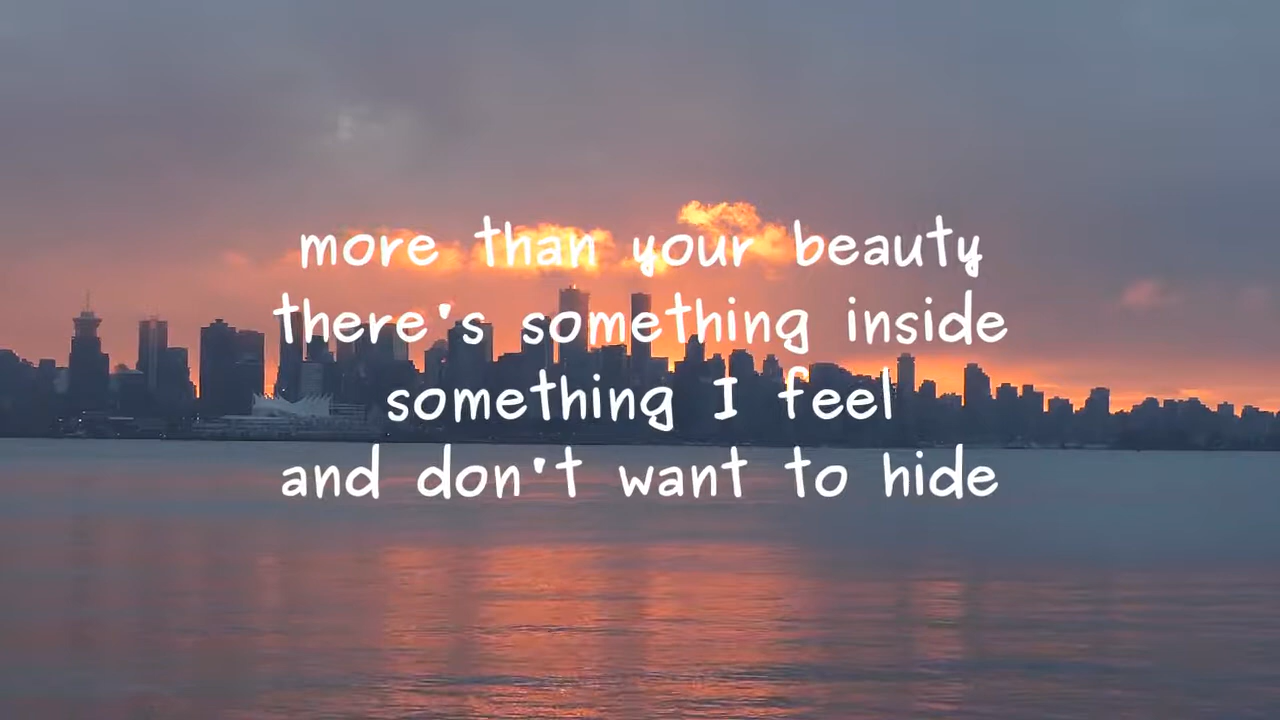 more than your beauty
there's something inside
something I feel
and don't want to hide